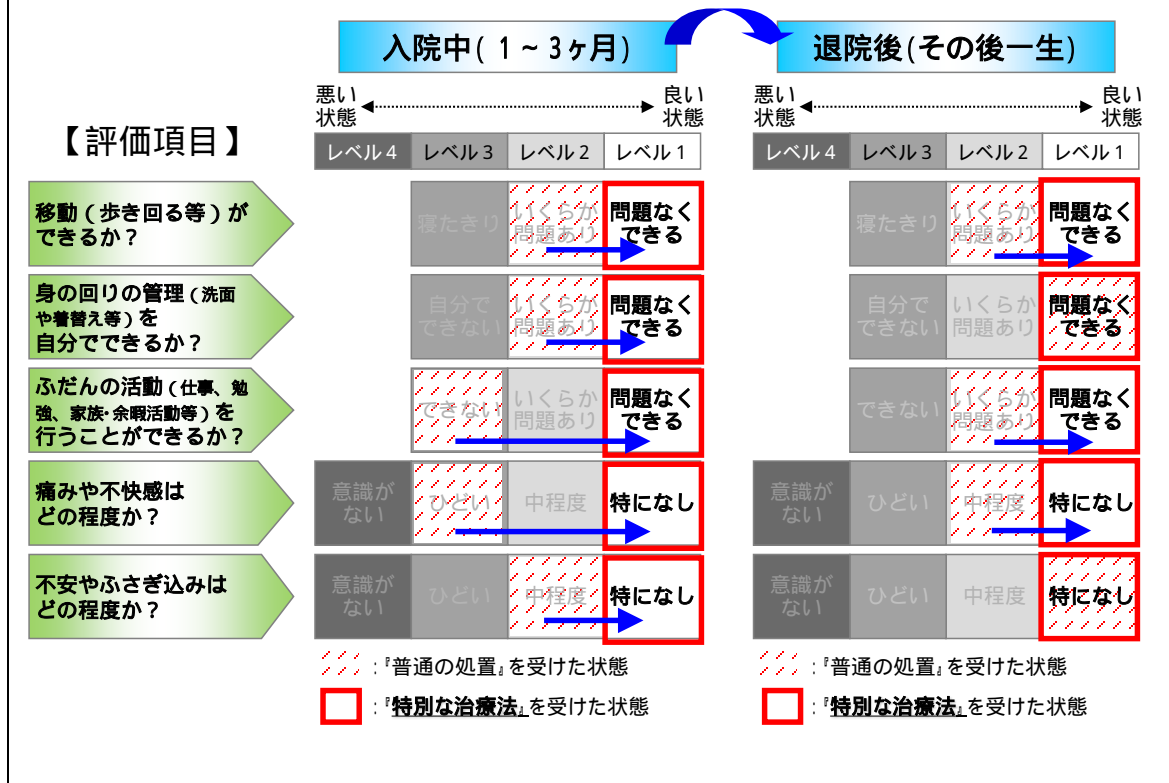 入院中(1~3ヶ月)
退院後(その後一生)
悪い
状態
良い
状態
悪い
状態
良い
状態
【評価項目】
レベル4 レベル3 レベル2 レベル1
レベル4 レベル3 レベル2 レベル1
移動(歩き回る等)が
できるか?
寝たきり
いくらか
問題あり
問題なく
できる
寝たきり
いくらか
問題あり
問題なく
できる
身の回りの管理(洗面
や着替え等)を
自分でできるか?
自分で
できない
いくらか
問題あり
問題なく
できる
自分で
できない
いくらか
問題あり
問題なく
できる
ふだんの活動(仕事、勉
強、家族・余暇活動等)を
行うことができるか?
できない
いくらか
問題あり
問題なく
できる
できない
いくらか
問題あり
問題なく
できる
痛みや不快感は
どの程度か?
意識が
ない
ひどい
中程度
特になし
意識が
ない
ひどい
中程度
特になし
不安やふさぎ込みは
どの程度か?
意識が
ない
ひどい
中程度
特になし
意識が
ない
ひどい
中程度
特になし
:『普通の処置』を受けた状態
:『特別な治療法』を受けた状態
:『普通の処置』を受けた状態
:『特別な治療法』を受けた状態